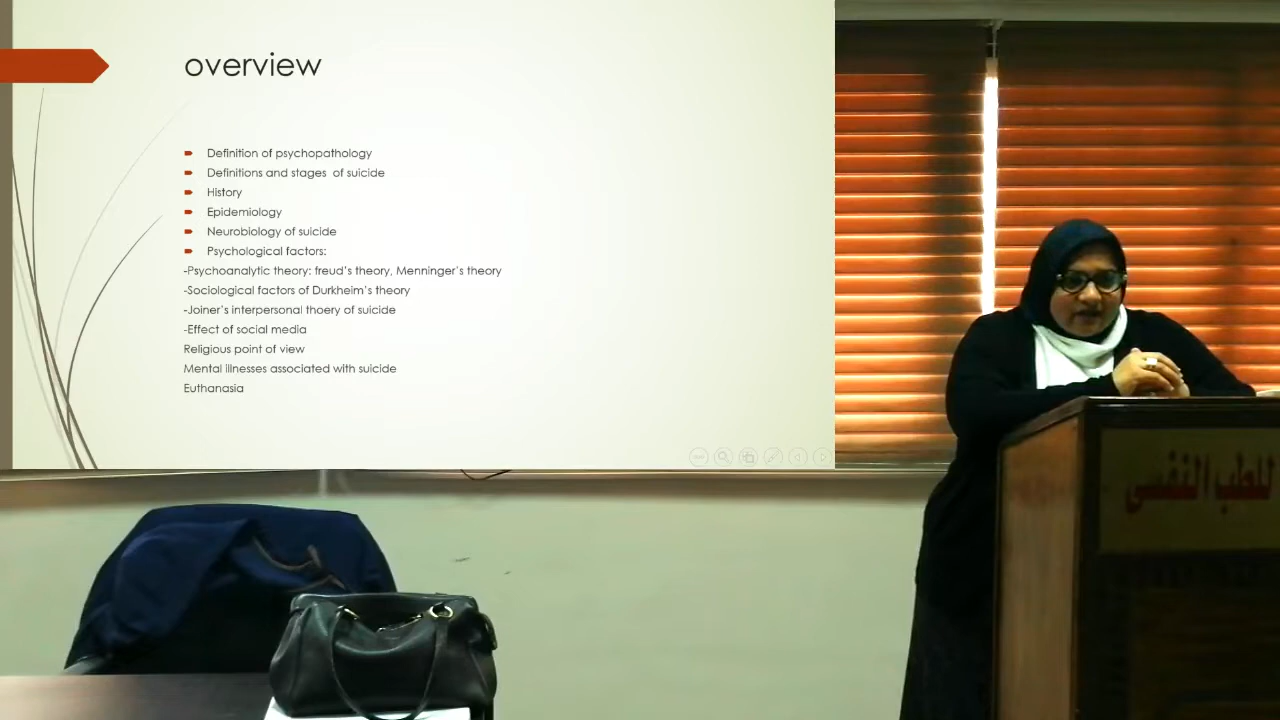 overview
Definition of psychopathology
Definitions and stages of suicide
History
Epidemiology
Neurobiology of suicide
Psychological factors:
-Psychoanalytic theory: freud's theory, Menninger's theory
-Sociological factors of Durkheim's theory
-Joiner's interpersonal thoery of suicide
-Effect of social media
Religious point of view
Mental illnesses associated with suicide
Euthanasia
للطب النفسي